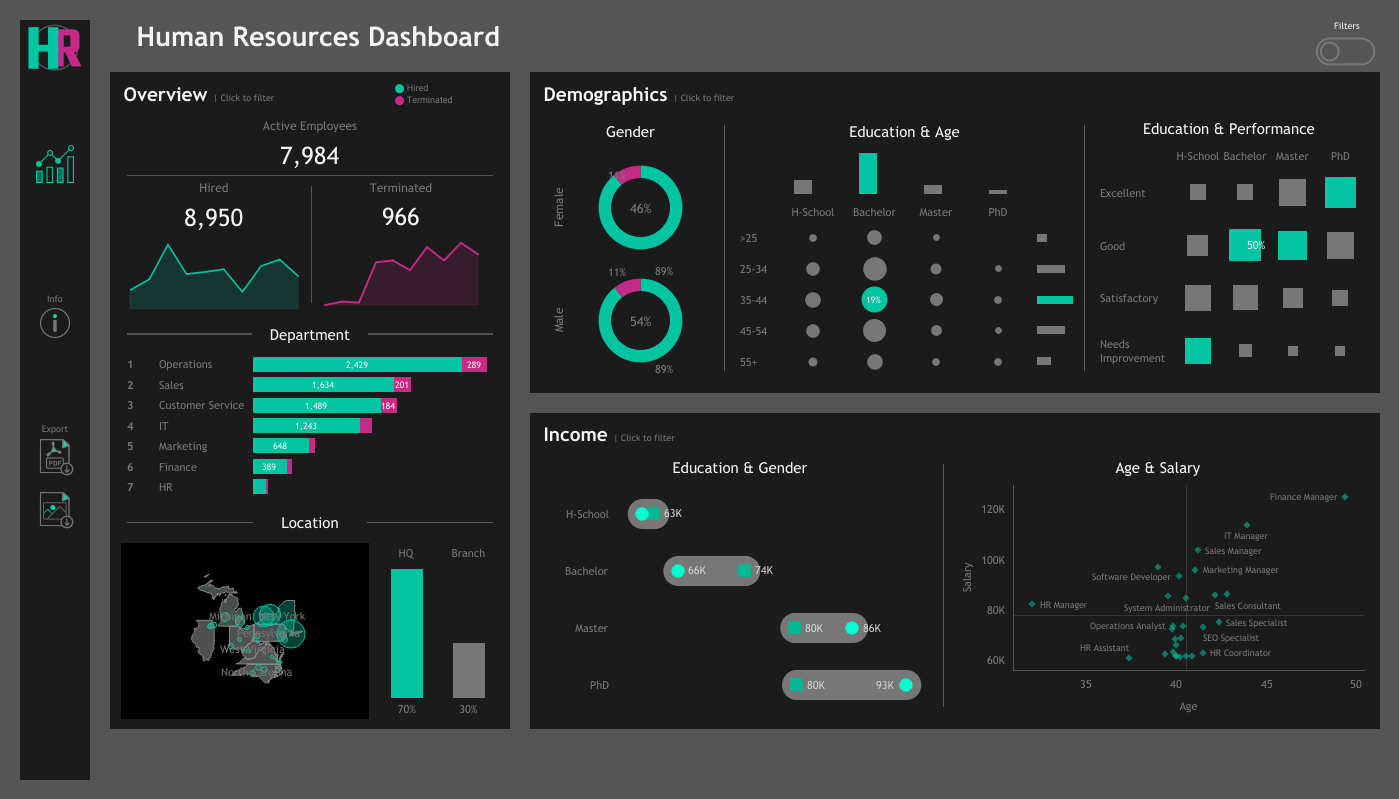 HR
Human Resources Dashboard
Filters
Overview | Click to filter
Hired
Terminated
Active Employees
7,984
Hired
8,950
Terminated
966
Department
1 Operations 2,429 289
2 Sales 1,634 201
3 Customer Service 1,489 184
4 IT 1,243
5 Marketing 648
6 Finance 389
7 HR
Location
Michigan New York
Pennsylvania
West Virginia
North Carolina
HQ
70%
Branch
30%
Info
Export
PDF
Demographics | Click to filter
Gender
Female
11%
46%
89%
Male
11%
54%
89%
Education & Age
H-School Bachelor Master PhD
>25
25-34
35-44 19%
45-54
55+
Education & Performance
H-School Bachelor Master PhD
Excellent
Good 50%
Satisfactory
Needs
Improvement
Income | Click to filter
Education & Gender
H-School 63K
Bachelor 66K 74K
Master 80K 86K
PhD 80K 93K
Age & Salary
Salary
120K
100K
80K
60K
Finance Manager
IT Manager
Sales Manager
Marketing Manager
Software Developer
HR Manager
System Administrator
Sales Consultant
Operations Analyst
Sales Specialist
SEO Specialist
HR Assistant
HR Coordinator
35 40 45 50
Age